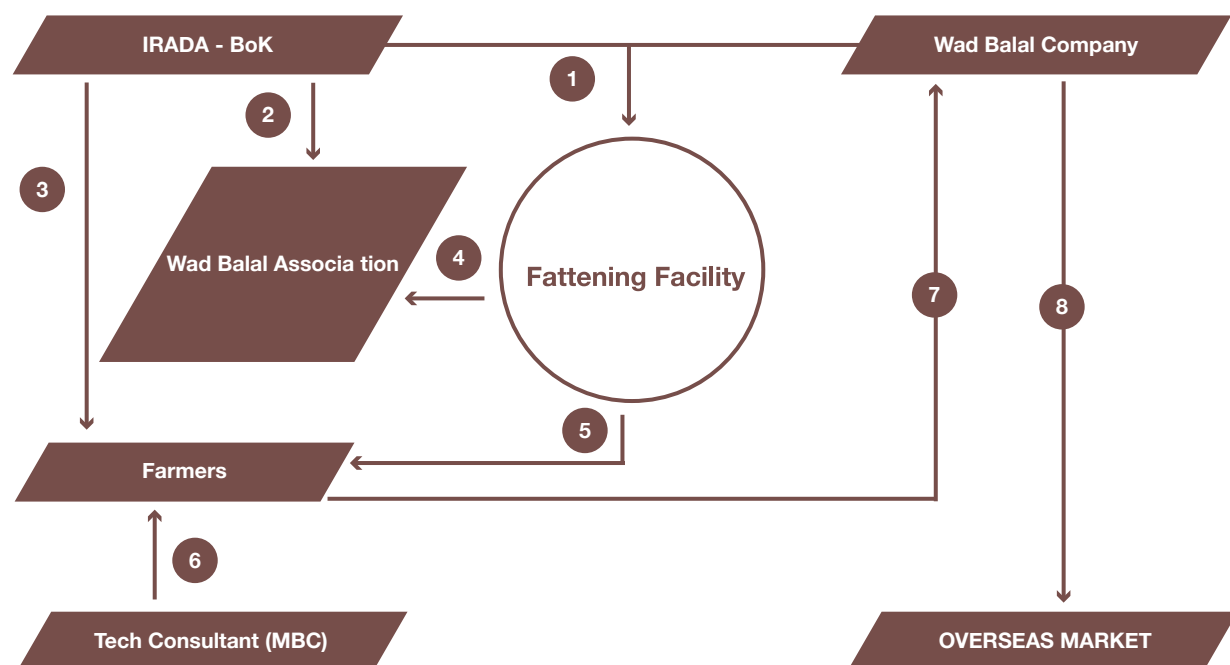 IRADA - BoK
Wad Balal Company
1
2
3
Wad Balal Associa tion
4
Fattening Facility
7
8
5
Farmers
6
Tech Consultant (MBC)
OVERSEAS MARKET